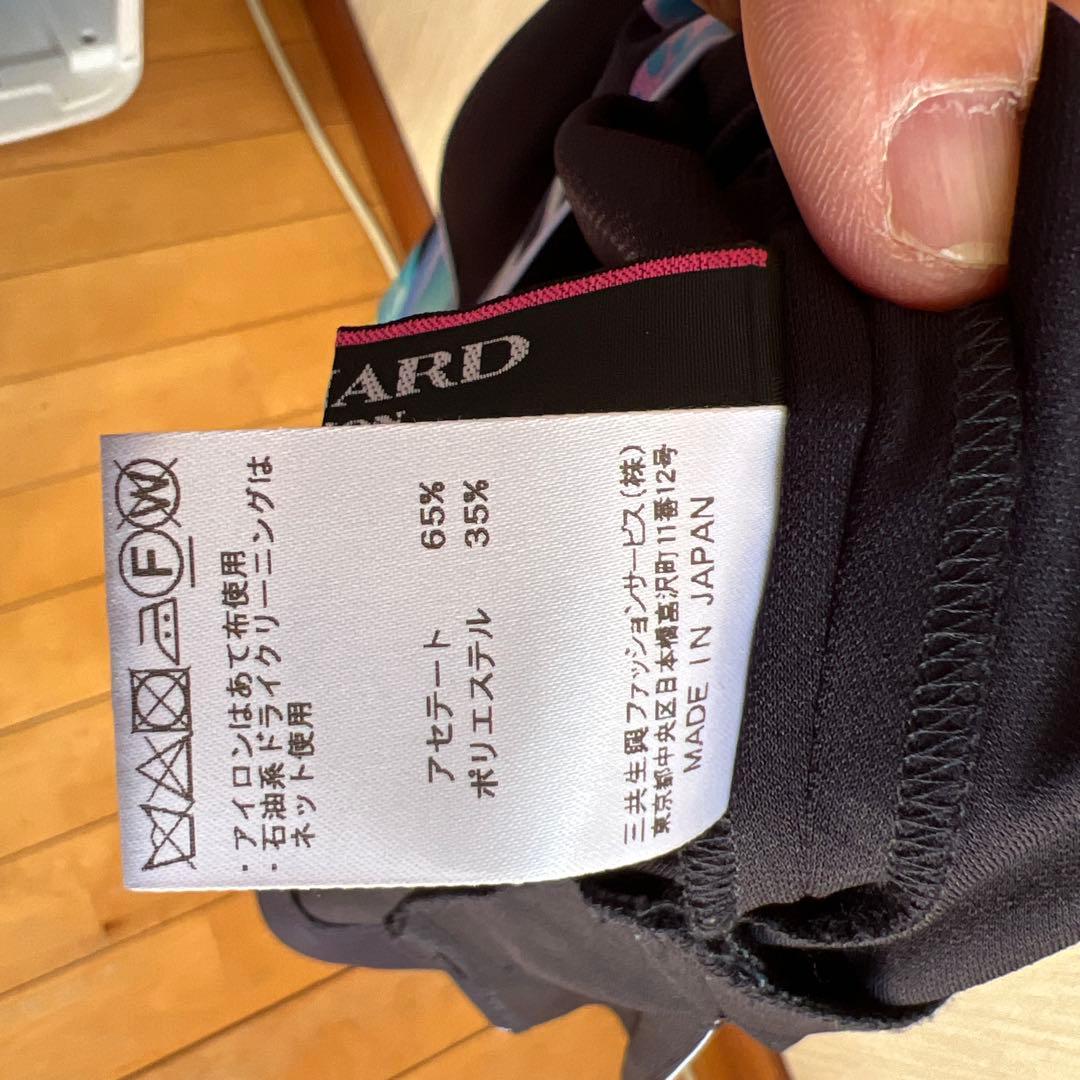 ARD
F W
・アイロンはあて布使用
・石油系ドライクリーニングは
ネット使用
アセテート 65%
ポリエステル 35%
三共生興ファッションサービス(株)
東京都中央区日本橋富沢町11番12号
MADE IN JAPAN